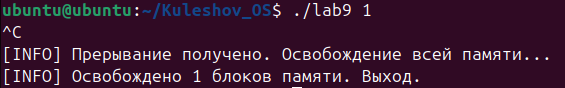 ubuntu@ubuntu:~/Kuleshov_OS$ ./lab9 1
^C
[INFO] Прерывание получено. Освобождение всей памяти...
[INFO] Освобождено 1 блоков памяти. Выход.